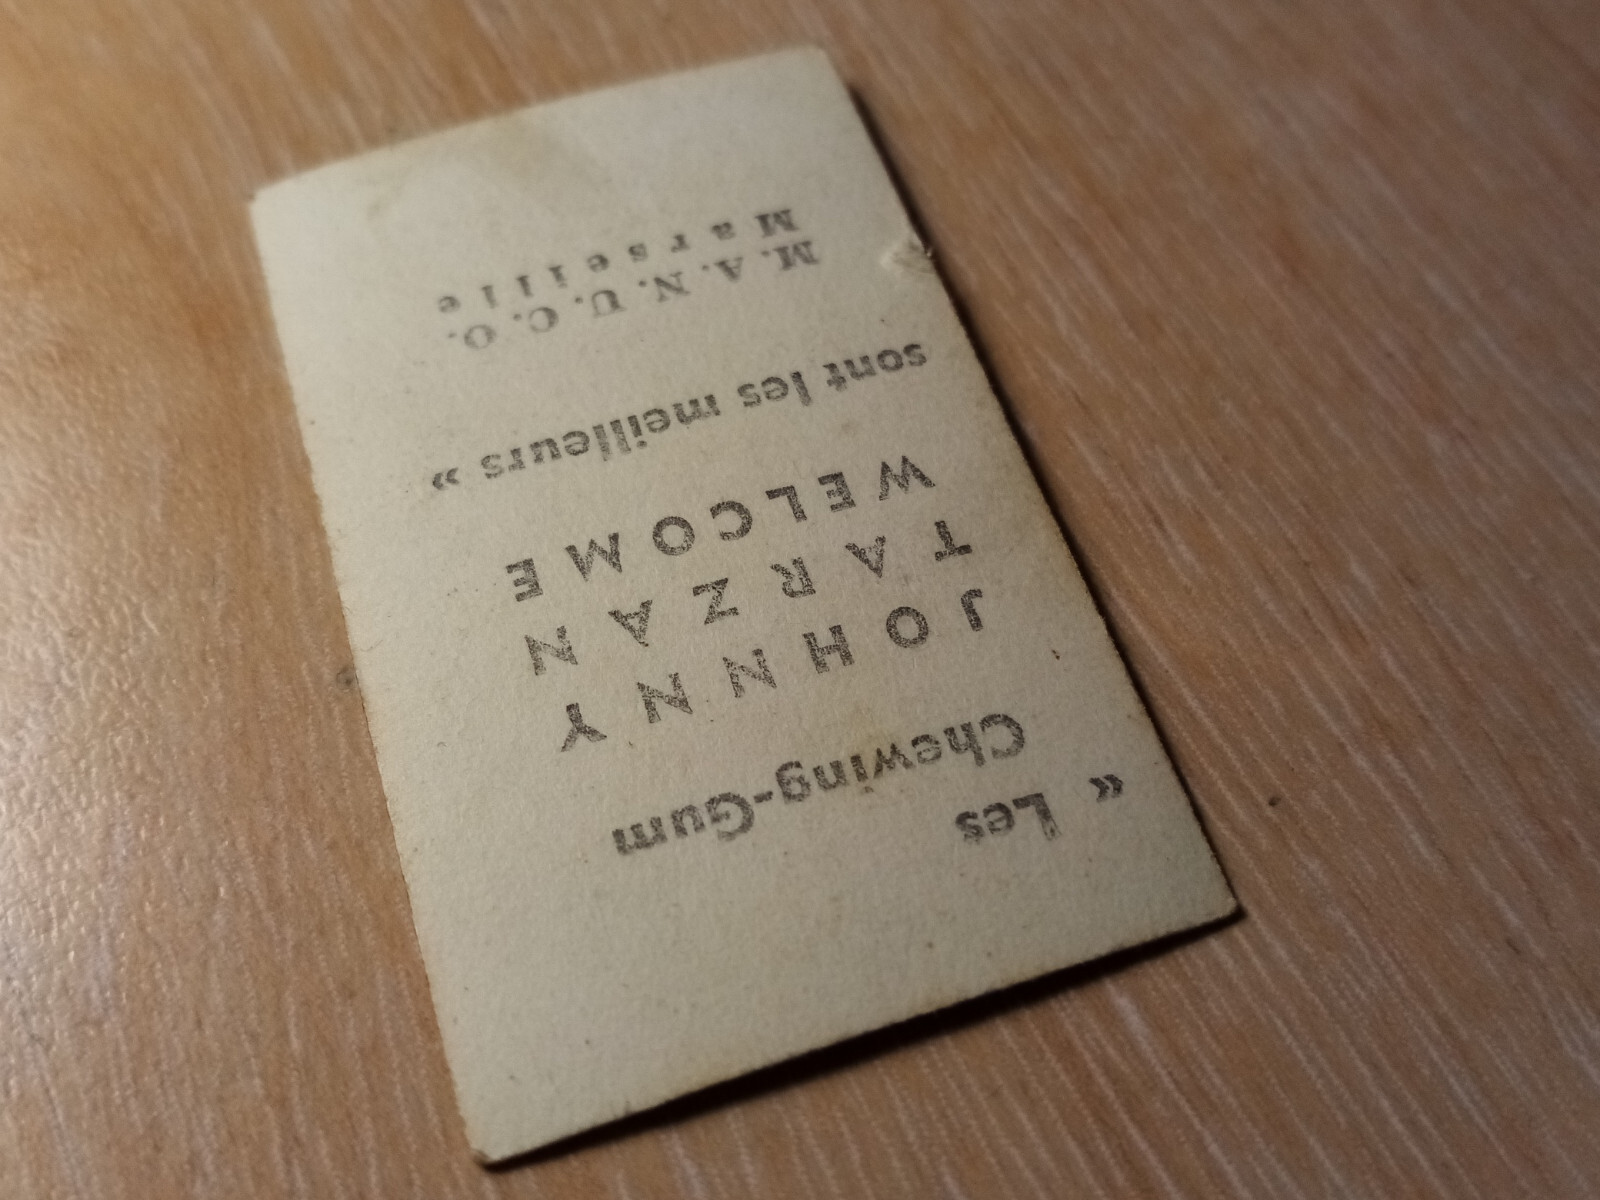 « Les
Chewing-Gum
JOHNNY
TARZAN
WELCOME
sont les meilleurs »
M.A.N.U.C.O.
Marseille